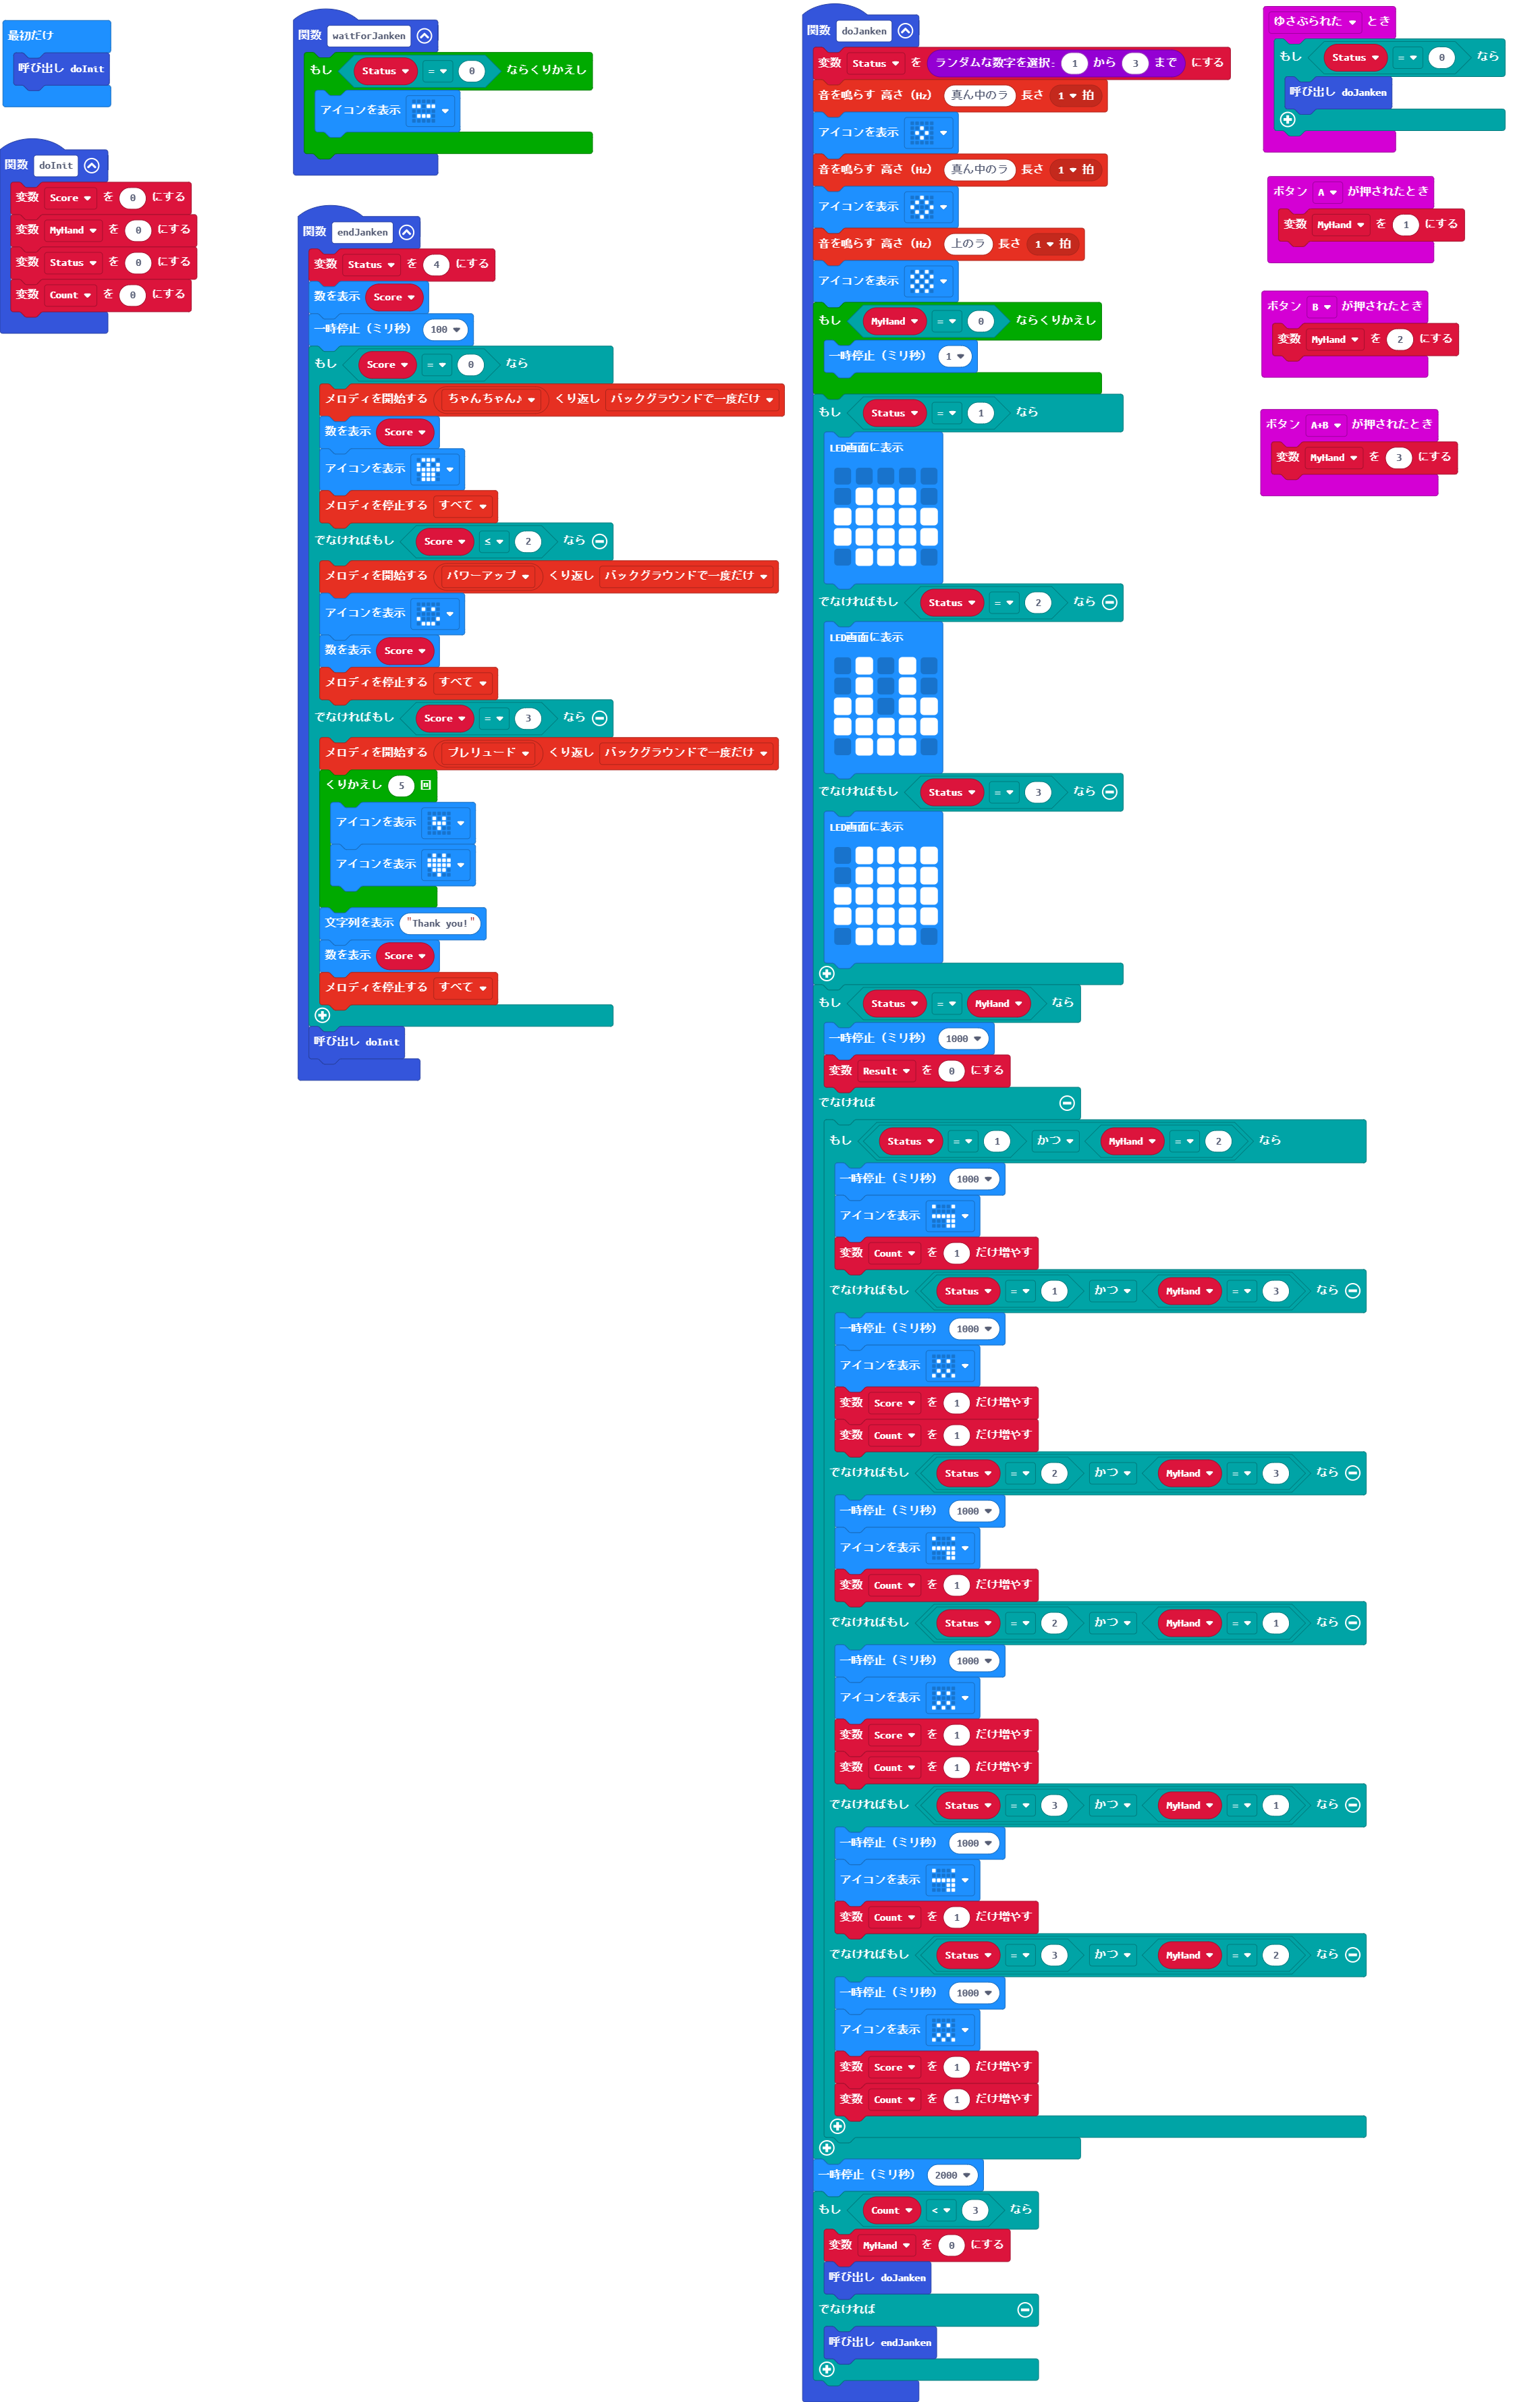 最初だけ
呼び出し doInit
関数 doInit
変数 Score を 0 にする
変数 MyHand を 0 にする
変数 Status を 0 にする
変数 Count を 0 にする
関数 waitForJanken
もし Status = 0 ならくりかえし
アイコンを表示
関数 endJanken
変数 Status を 4 にする
数を表示 Score
一時停止（ミリ秒） 100
もし Score = 0 なら
メロディを開始する ちゃんちゃん♪ くり返し バックグラウンドで一度だけ
数を表示 Score
アイコンを表示
メロディを停止する すべて
でなければもし Score ≤ 2 なら
メロディを開始する パワーアップ くり返し バックグラウンドで一度だけ
アイコンを表示
数を表示 Score
メロディを停止する すべて
でなければもし Score = 3 なら
メロディを開始する プレリュード くり返し バックグラウンドで一度だけ
くりかえし 5 回
アイコンを表示
アイコンを表示
文字列を表示 "Thank you!"
数を表示 Score
メロディを停止する すべて
呼び出し doInit
関数 doJanken
変数 Status を ランダムな数字を選択: 1 から 3 まで にする
音を鳴らす 高さ（Hz） 真ん中のラ 長さ 1 拍
アイコンを表示
音を鳴らす 高さ（Hz） 真ん中のラ 長さ 1 拍
アイコンを表示
音を鳴らす 高さ（Hz） 上のラ 長さ 1 拍
アイコンを表示
もし MyHand = 0 ならくりかえし
一時停止（ミリ秒） 1
もし Status = 1 なら
LED画面に表示
でなければもし Status = 2 なら
LED画面に表示
でなければもし Status = 3 なら
LED画面に表示
もし Status = MyHand なら
一時停止（ミリ秒） 1000
変数 Result を 0 にする
でなければ
もし Status = 1 かつ MyHand = 2 なら
一時停止（ミリ秒） 1000
アイコンを表示
変数 Count を 1 だけ増やす
でなければもし Status = 1 かつ MyHand = 3 なら
一時停止（ミリ秒） 1000
アイコンを表示
変数 Score を 1 だけ増やす
変数 Count を 1 だけ増やす
でなければもし Status = 2 かつ MyHand = 3 なら
一時停止（ミリ秒） 1000
アイコンを表示
変数 Count を 1 だけ増やす
でなければもし Status = 2 かつ MyHand = 1 なら
一時停止（ミリ秒） 1000
アイコンを表示
変数 Score を 1 だけ増やす
変数 Count を 1 だけ増やす
でなければもし Status = 3 かつ MyHand = 1 なら
一時停止（ミリ秒） 1000
アイコンを表示
変数 Count を 1 だけ増やす
でなければもし Status = 3 かつ MyHand = 2 なら
一時停止（ミリ秒） 1000
アイコンを表示
変数 Score を 1 だけ増やす
変数 Count を 1 だけ増やす
一時停止（ミリ秒） 2000
もし Count < 3 なら
変数 MyHand を 0 にする
呼び出し doJanken
でなければ
呼び出し endJanken
ゆさぶられた とき
もし Status = 0 なら
呼び出し doJanken
ボタン A が押されたとき
変数 MyHand を 1 にする
ボタン B が押されたとき
変数 MyHand を 2 にする
ボタン A+B が押されたとき
変数 MyHand を 3 にする